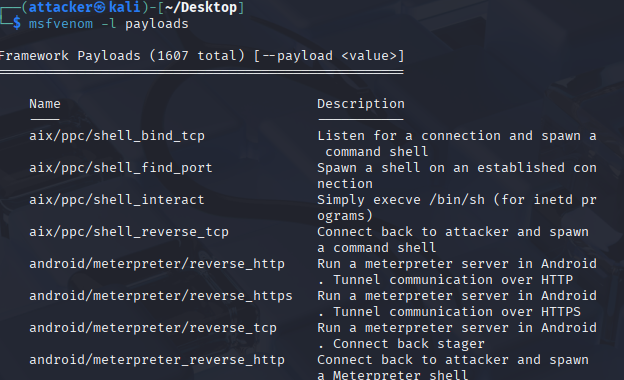 ┌──(attacker㉿kali)-[~/Desktop]
└─$ msfvenom -l payloads
Framework Payloads (1607 total) [--payload <value>]
===================================================
Name Description
---- -----------
aix/ppc/shell_bind_tcp Listen for a connection and spawn a
command shell
aix/ppc/shell_find_port Spawn a shell on an established con
nection
aix/ppc/shell_interact Simply execve /bin/sh (for inetd pr
ograms)
aix/ppc/shell_reverse_tcp Connect back to attacker and spawn
a command shell
android/meterpreter/reverse_http Run a meterpreter server in Android
. Tunnel communication over HTTP
android/meterpreter/reverse_https Run a meterpreter server in Android
. Tunnel communication over HTTPS
android/meterpreter/reverse_tcp Run a meterpreter server in Android
. Connect back stager
android/meterpreter_reverse_http Connect back to attacker and spawn
a Meterpreter shell